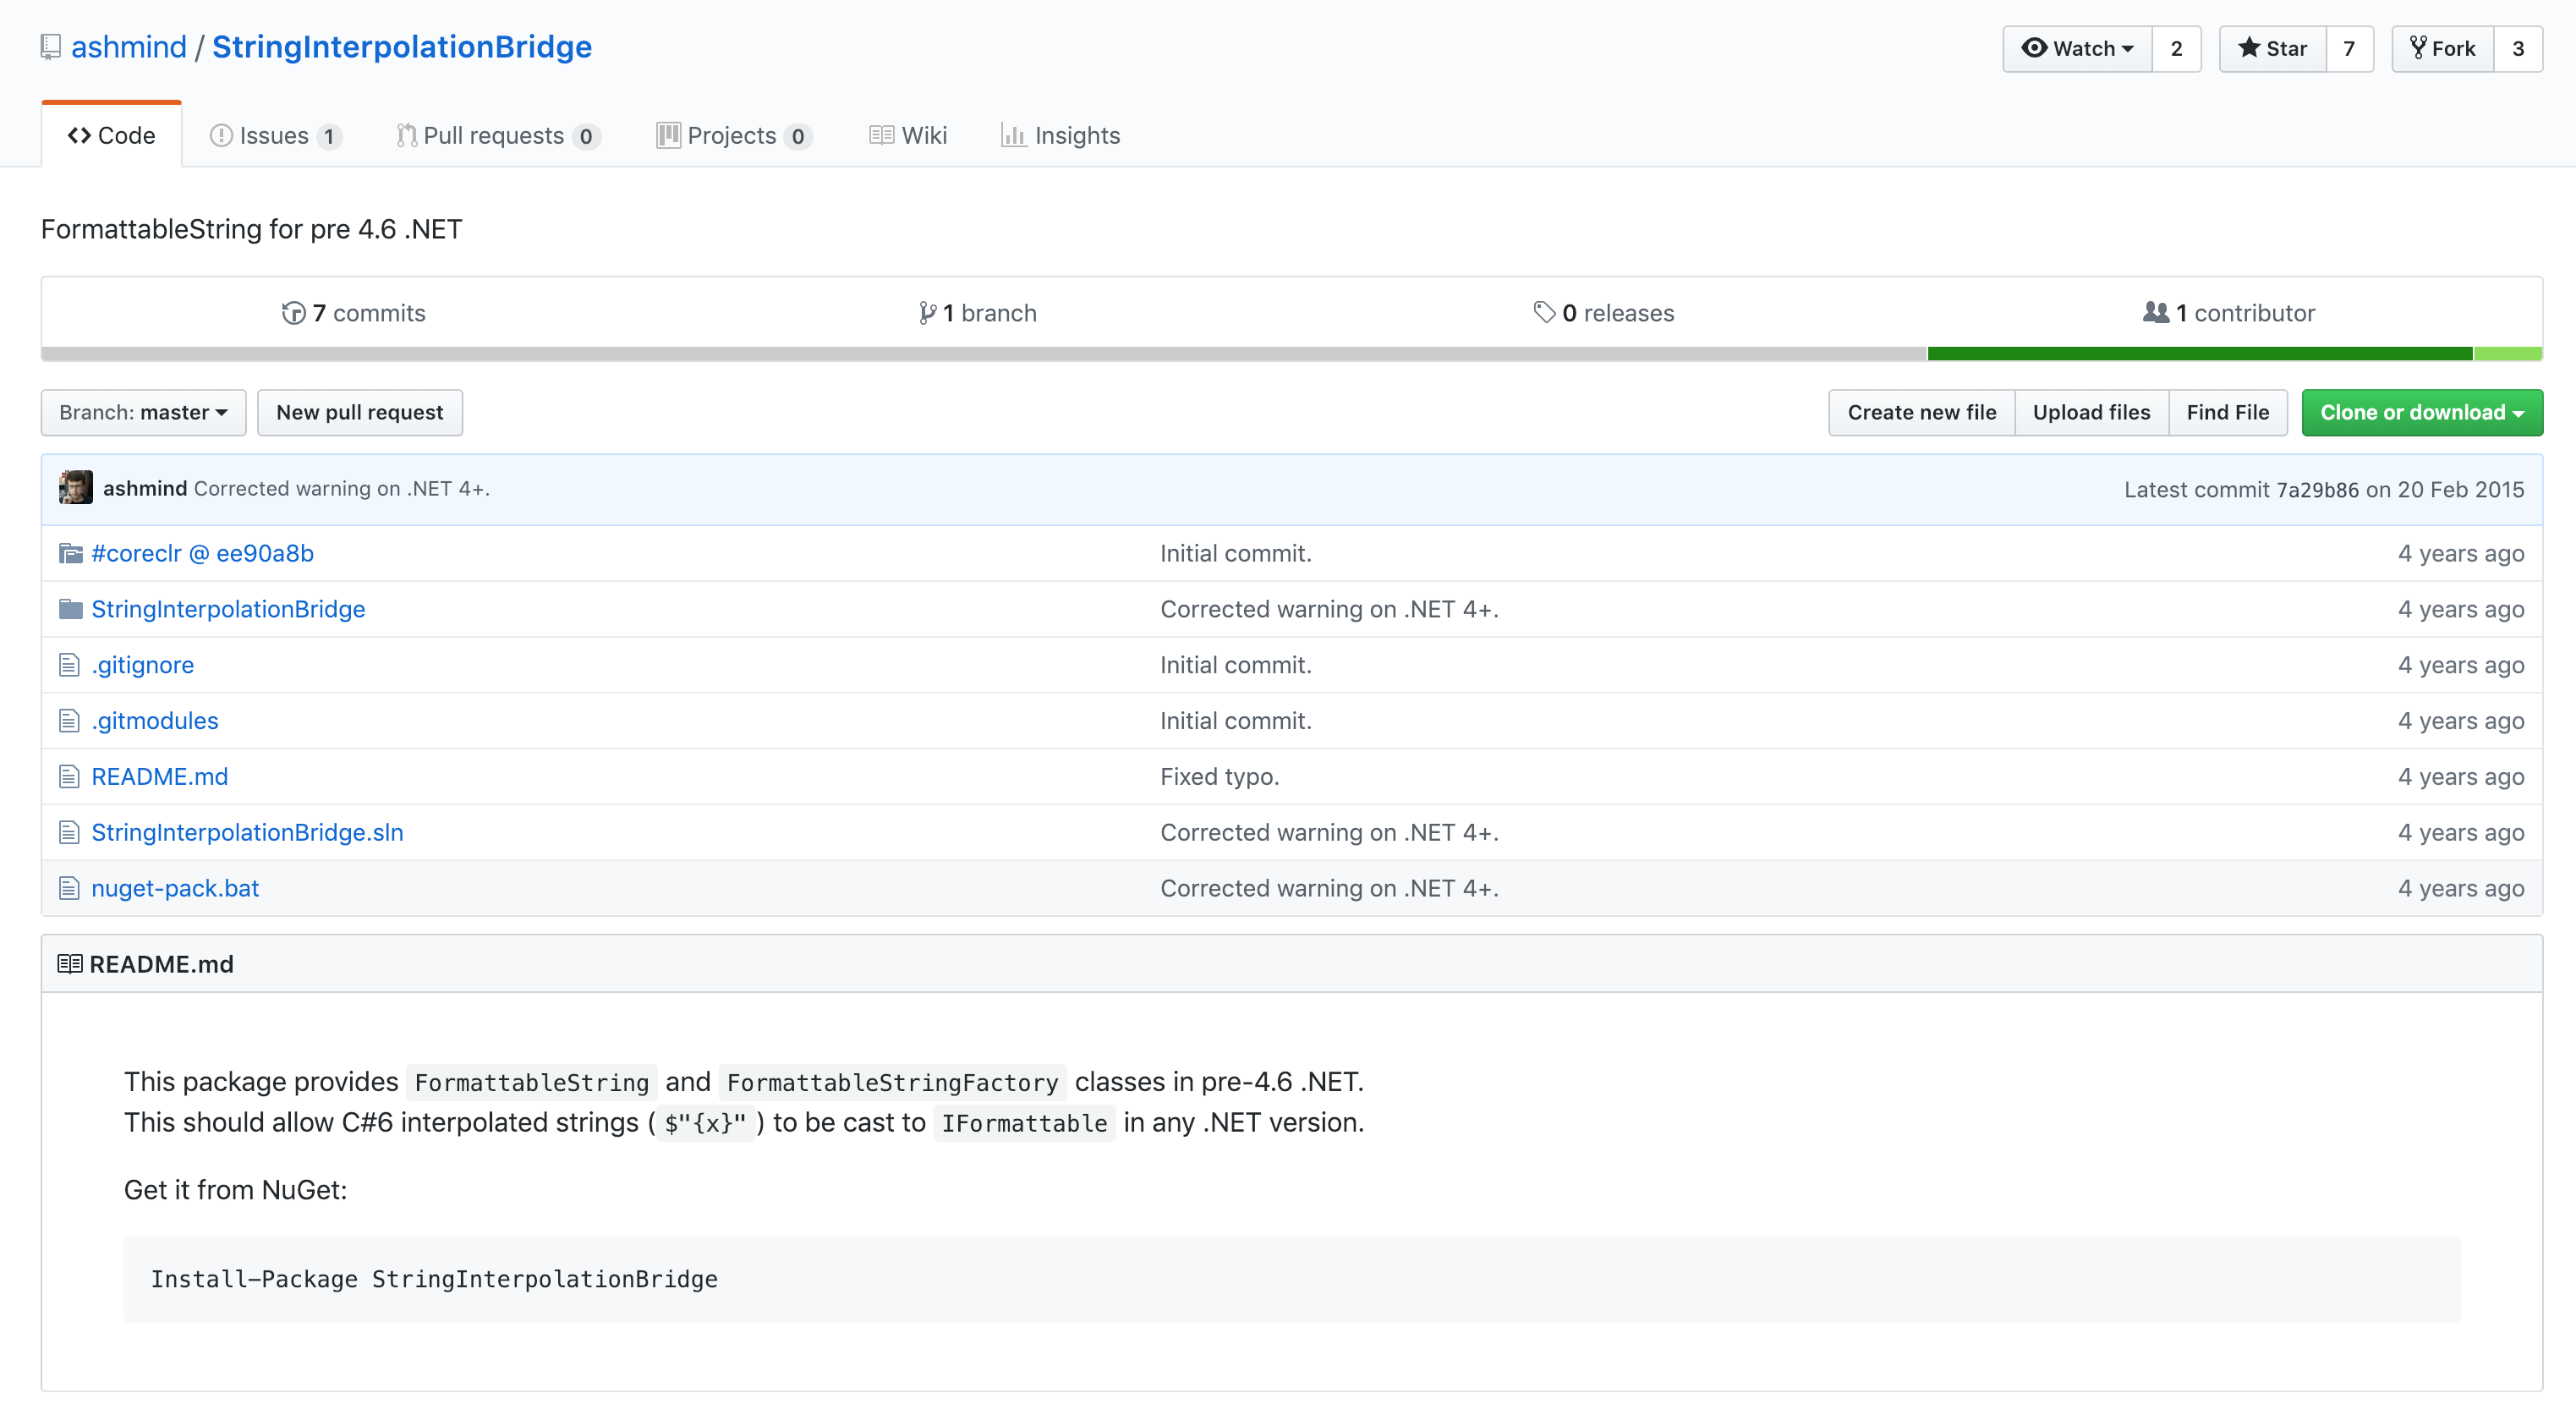 ashmind / StringInterpolationBridge
Watch 2 Star 7 Fork 3
Code Issues 1 Pull requests 0 Projects 0 Wiki Insights
FormattableString for pre 4.6 .NET
7 commits 1 branch 0 releases 1 contributor
Branch: master New pull request Create new file Upload files Find File Clone or download
ashmind Corrected warning on .NET 4+. Latest commit 7a29b86 on 20 Feb 2015
#coreclr @ ee90a8b Initial commit. 4 years ago
StringInterpolationBridge Corrected warning on .NET 4+. 4 years ago
.gitignore Initial commit. 4 years ago
.gitmodules Initial commit. 4 years ago
README.md Fixed typo. 4 years ago
StringInterpolationBridge.sln Corrected warning on .NET 4+. 4 years ago
nuget-pack.bat Corrected warning on .NET 4+. 4 years ago
README.md
This package provides FormattableString and FormattableStringFactory classes in pre-4.6 .NET.
This should allow C#6 interpolated strings ( $"{x}" ) to be cast to IFormattable in any .NET version.
Get it from NuGet:
Install-Package StringInterpolationBridge